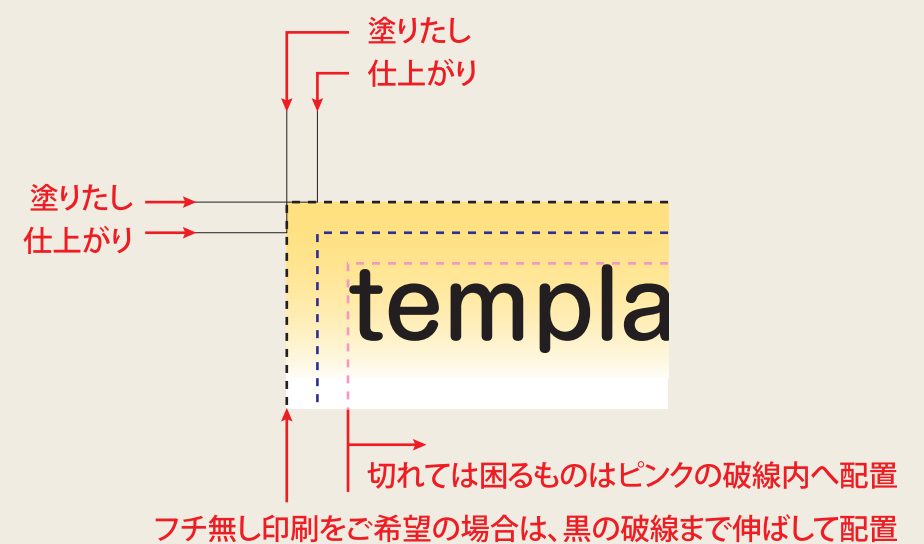 塗りたし
仕上がり
塗りたし
仕上がり
templa
切れては困るものはピンクの破線内へ配置
フチ無し印刷をご希望の場合は、黒の破線まで伸ばして配置